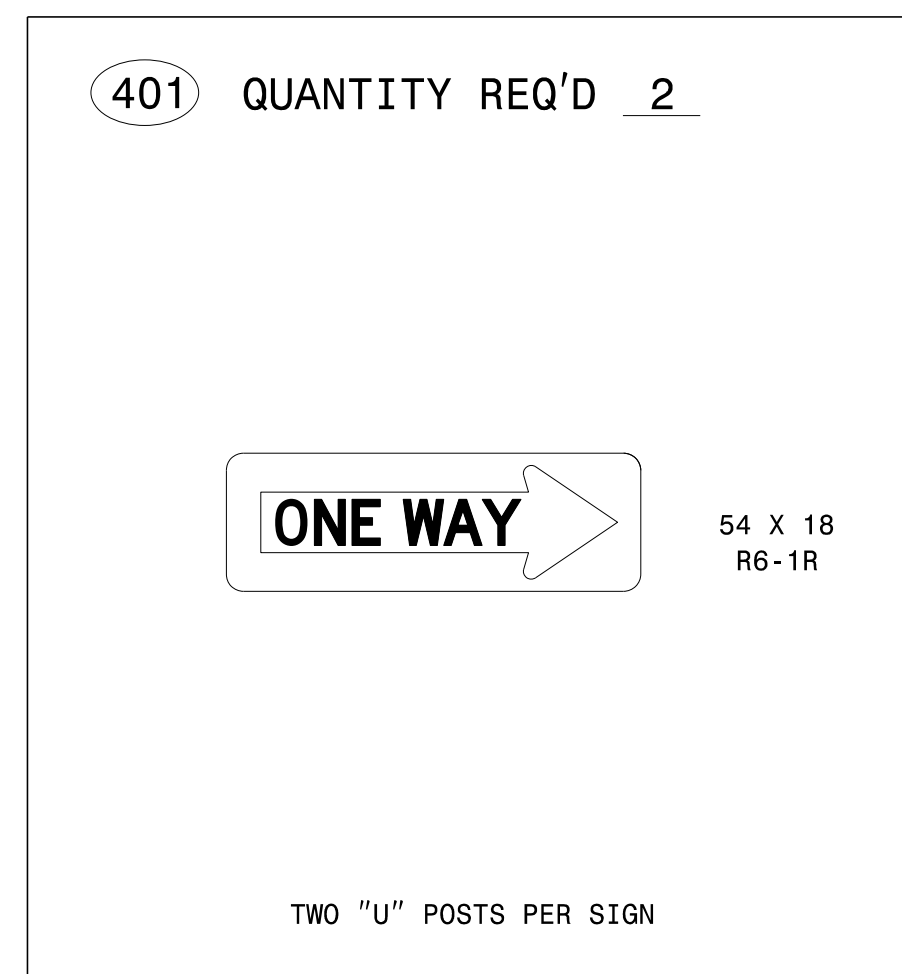 401 QUANTITY REQ'D 2
ONE WAY
54 X 18
R6-1R
TWO "U" POSTS PER SIGN